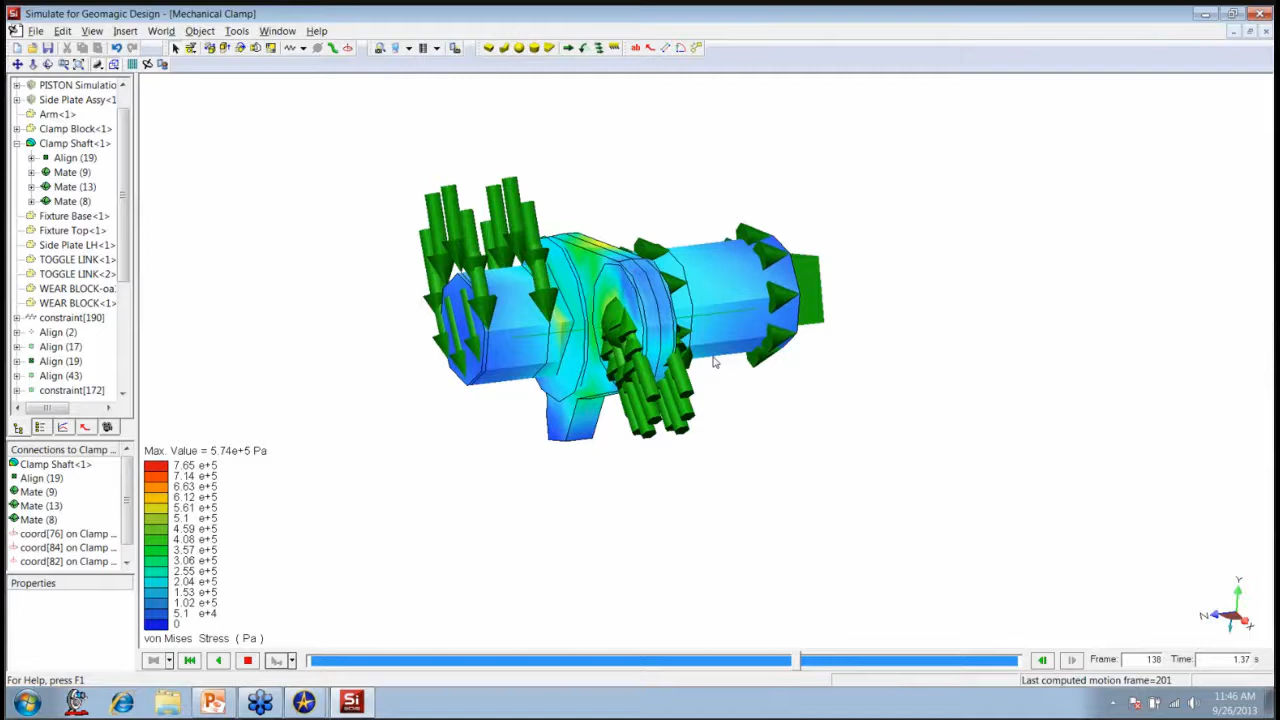 Simulate for Geomagic Design - [Mechanical Clamp]
File Edit View Insert World Object Tools Window Help
PISTON Simulatio
Side Plate Assy<1
Arm<1>
Clamp Block<1>
Clamp Shaft<1>
Align (19)
Mate (9)
Mate (13)
Mate (8)
Fixture Base<1>
Fixture Top<1>
Side Plate LH<1>
TOGGLE LINK<1>
TOGGLE LINK<2>
WEAR BLOCK-oa.
WEAR BLOCK<1>
constraint[190]
Align (2)
Align (17)
Align (19)
Align (43)
constraint[172]
Connections to Clamp ...
Clamp Shaft<1>
Align (19)
Mate (9)
Mate (13)
Mate (8)
coord[76] on Clamp ...
coord[84] on Clamp ...
coord[82] on Clamp ...
Properties
Max. Value = 5.74e+5 Pa
7.65 e+5
7.14 e+5
6.63 e+5
6.12 e+5
5.61 e+5
5.1 e+5
4.59 e+5
4.08 e+5
3.57 e+5
3.06 e+5
2.55 e+5
2.04 e+5
1.53 e+5
1.02 e+5
5.1 e+4
0
von Mises Stress ( Pa )
Y
Z
X
Frame: 138 Time: 1.37 s
For Help, press F1
Last computed motion frame=201
11:46 AM
9/26/2013